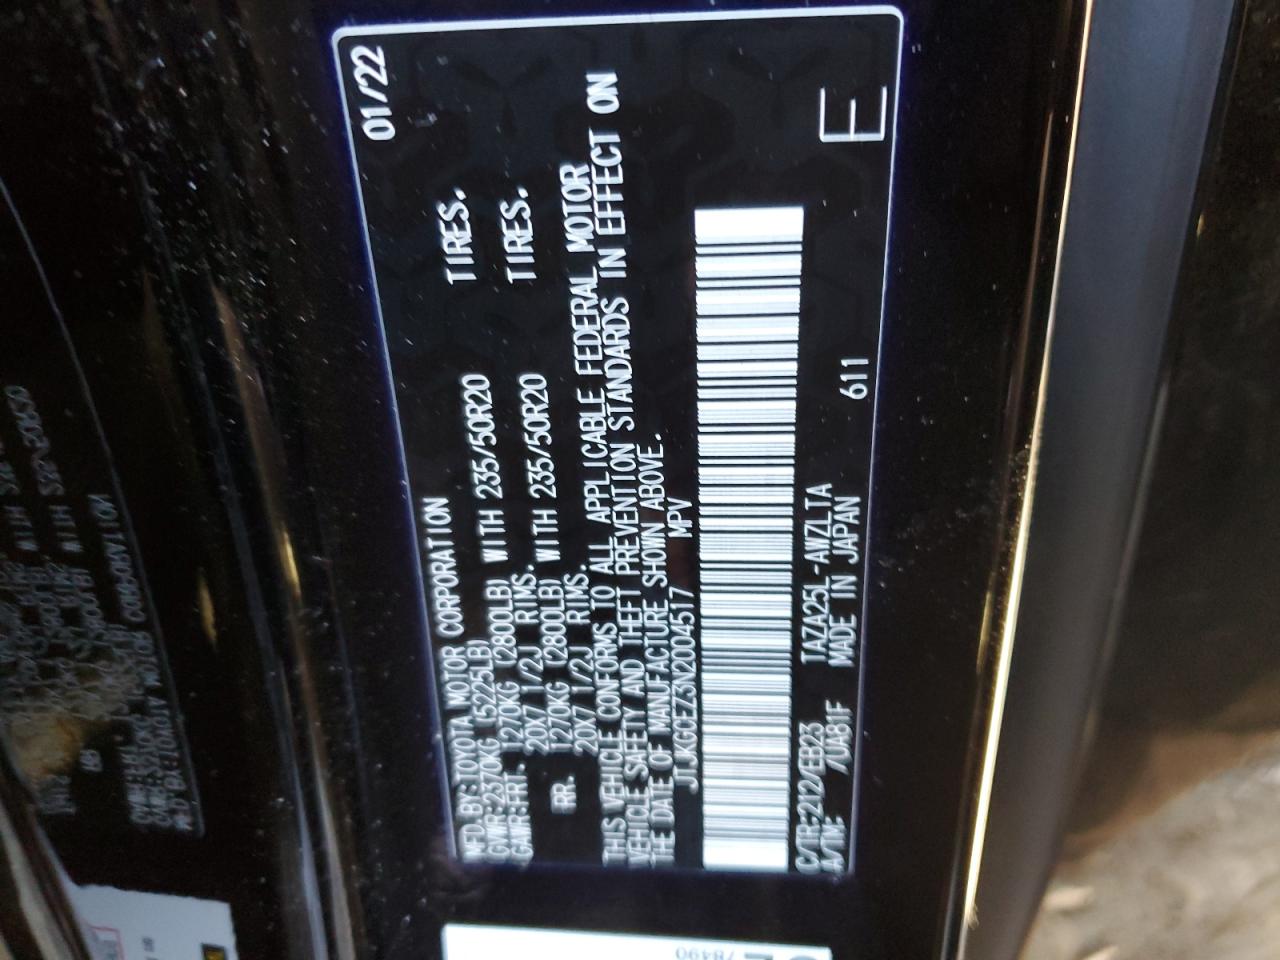 01/22
MFD.BY:TOYOTA MOTOR CORPORATION
GVWR:2370KG (5225LB)
GAWR:FRT. 1270KG (2800LB) WITH 235/50R20 TIRES.
20X7 1/2J RIMS.
RR. 1270KG (2800LB) WITH 235/50R20 TIRES.
20X7 1/2J RIMS.
THIS VEHICLE CONFORMS TO ALL APPLICABLE FEDERAL MOTOR
VEHICLE SAFETY AND THEFT PREVENTION STANDARDS IN EFFECT ON
THE DATE OF MANUFACTURE SHOWN ABOVE.
JTJKGCEZ3N2004517 MPV
C/TR:212/EB23 TAZA25L-AWZLTA
A/TM: /UA81F MADE IN JAPAN 611 E
78490